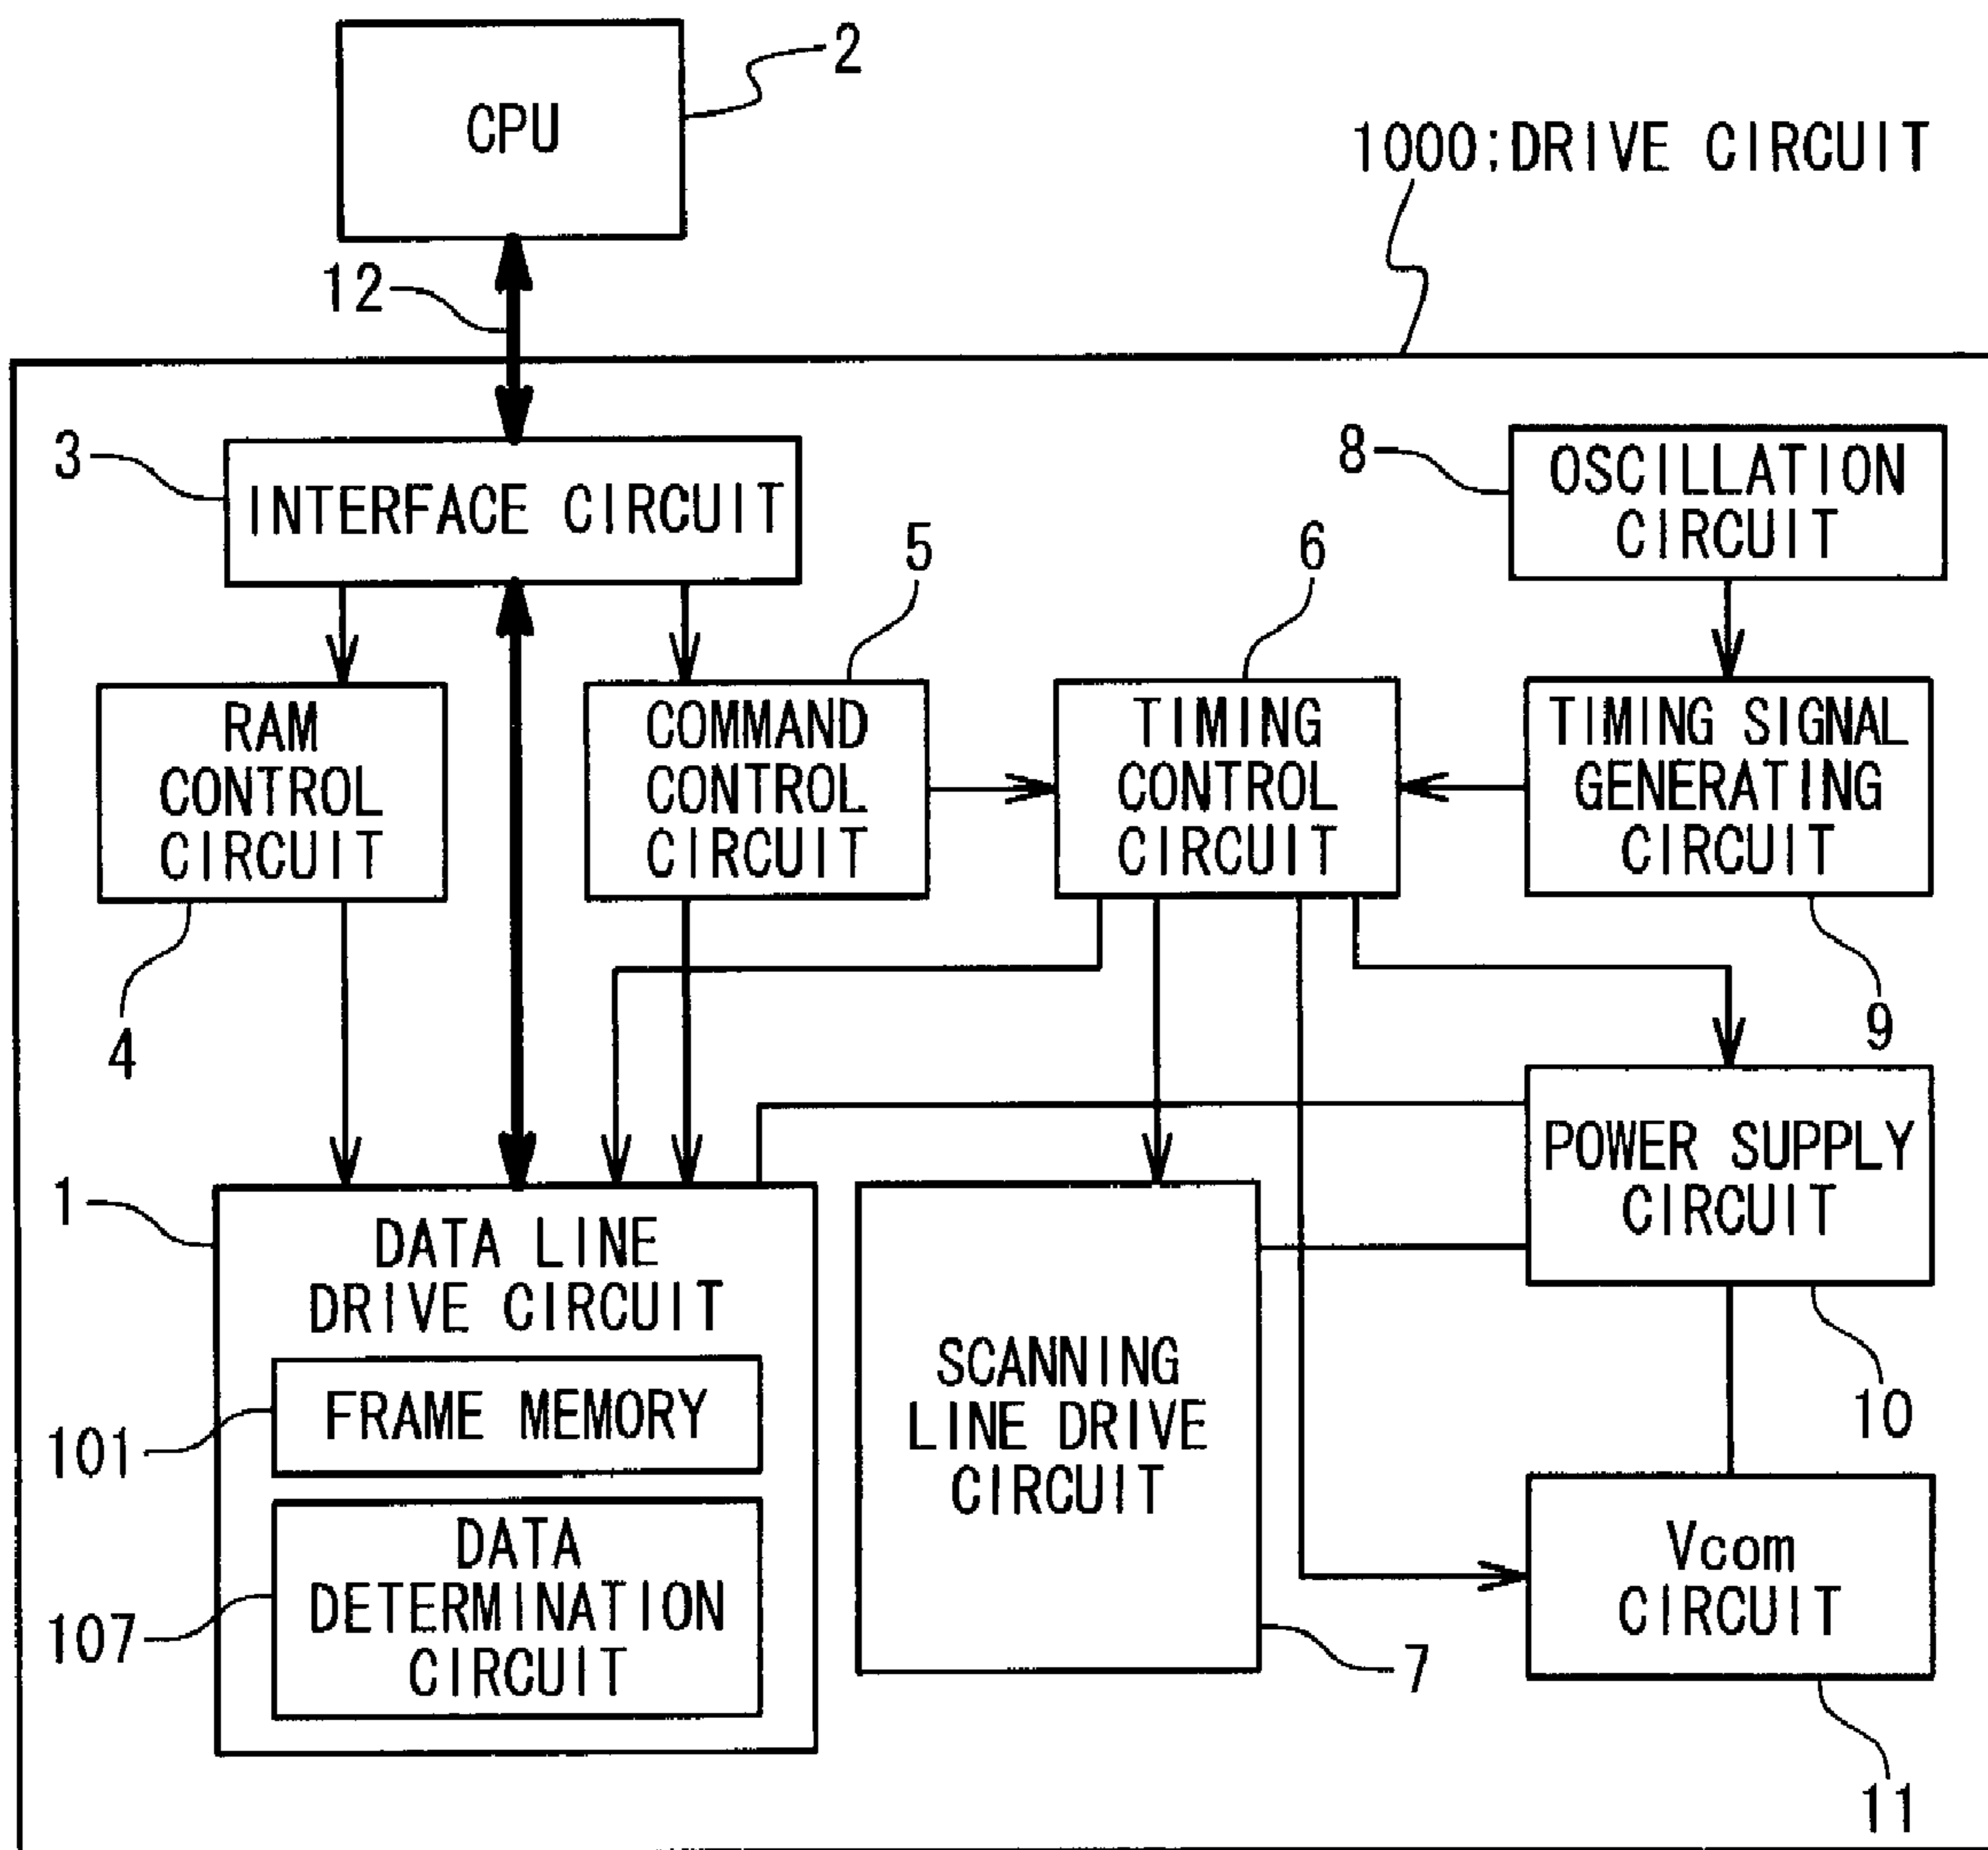 CPU
2
1000;DRIVE CIRCUIT
12
3
INTERFACE CIRCUIT
8
OSCILLATION
CIRCUIT
5
6
RAM
CONTROL
CIRCUIT
COMMAND
CONTROL
CIRCUIT
TIMING
CONTROL
CIRCUIT
TIMING SIGNAL
GENERATING
CIRCUIT
4
9
POWER SUPPLY
CIRCUIT
1
DATA LINE
DRIVE CIRCUIT
FRAME MEMORY
101
DATA
DETERMINATION
CIRCUIT
107
SCANNING
LINE DRIVE
CIRCUIT
7
10
Vcom
CIRCUIT
11